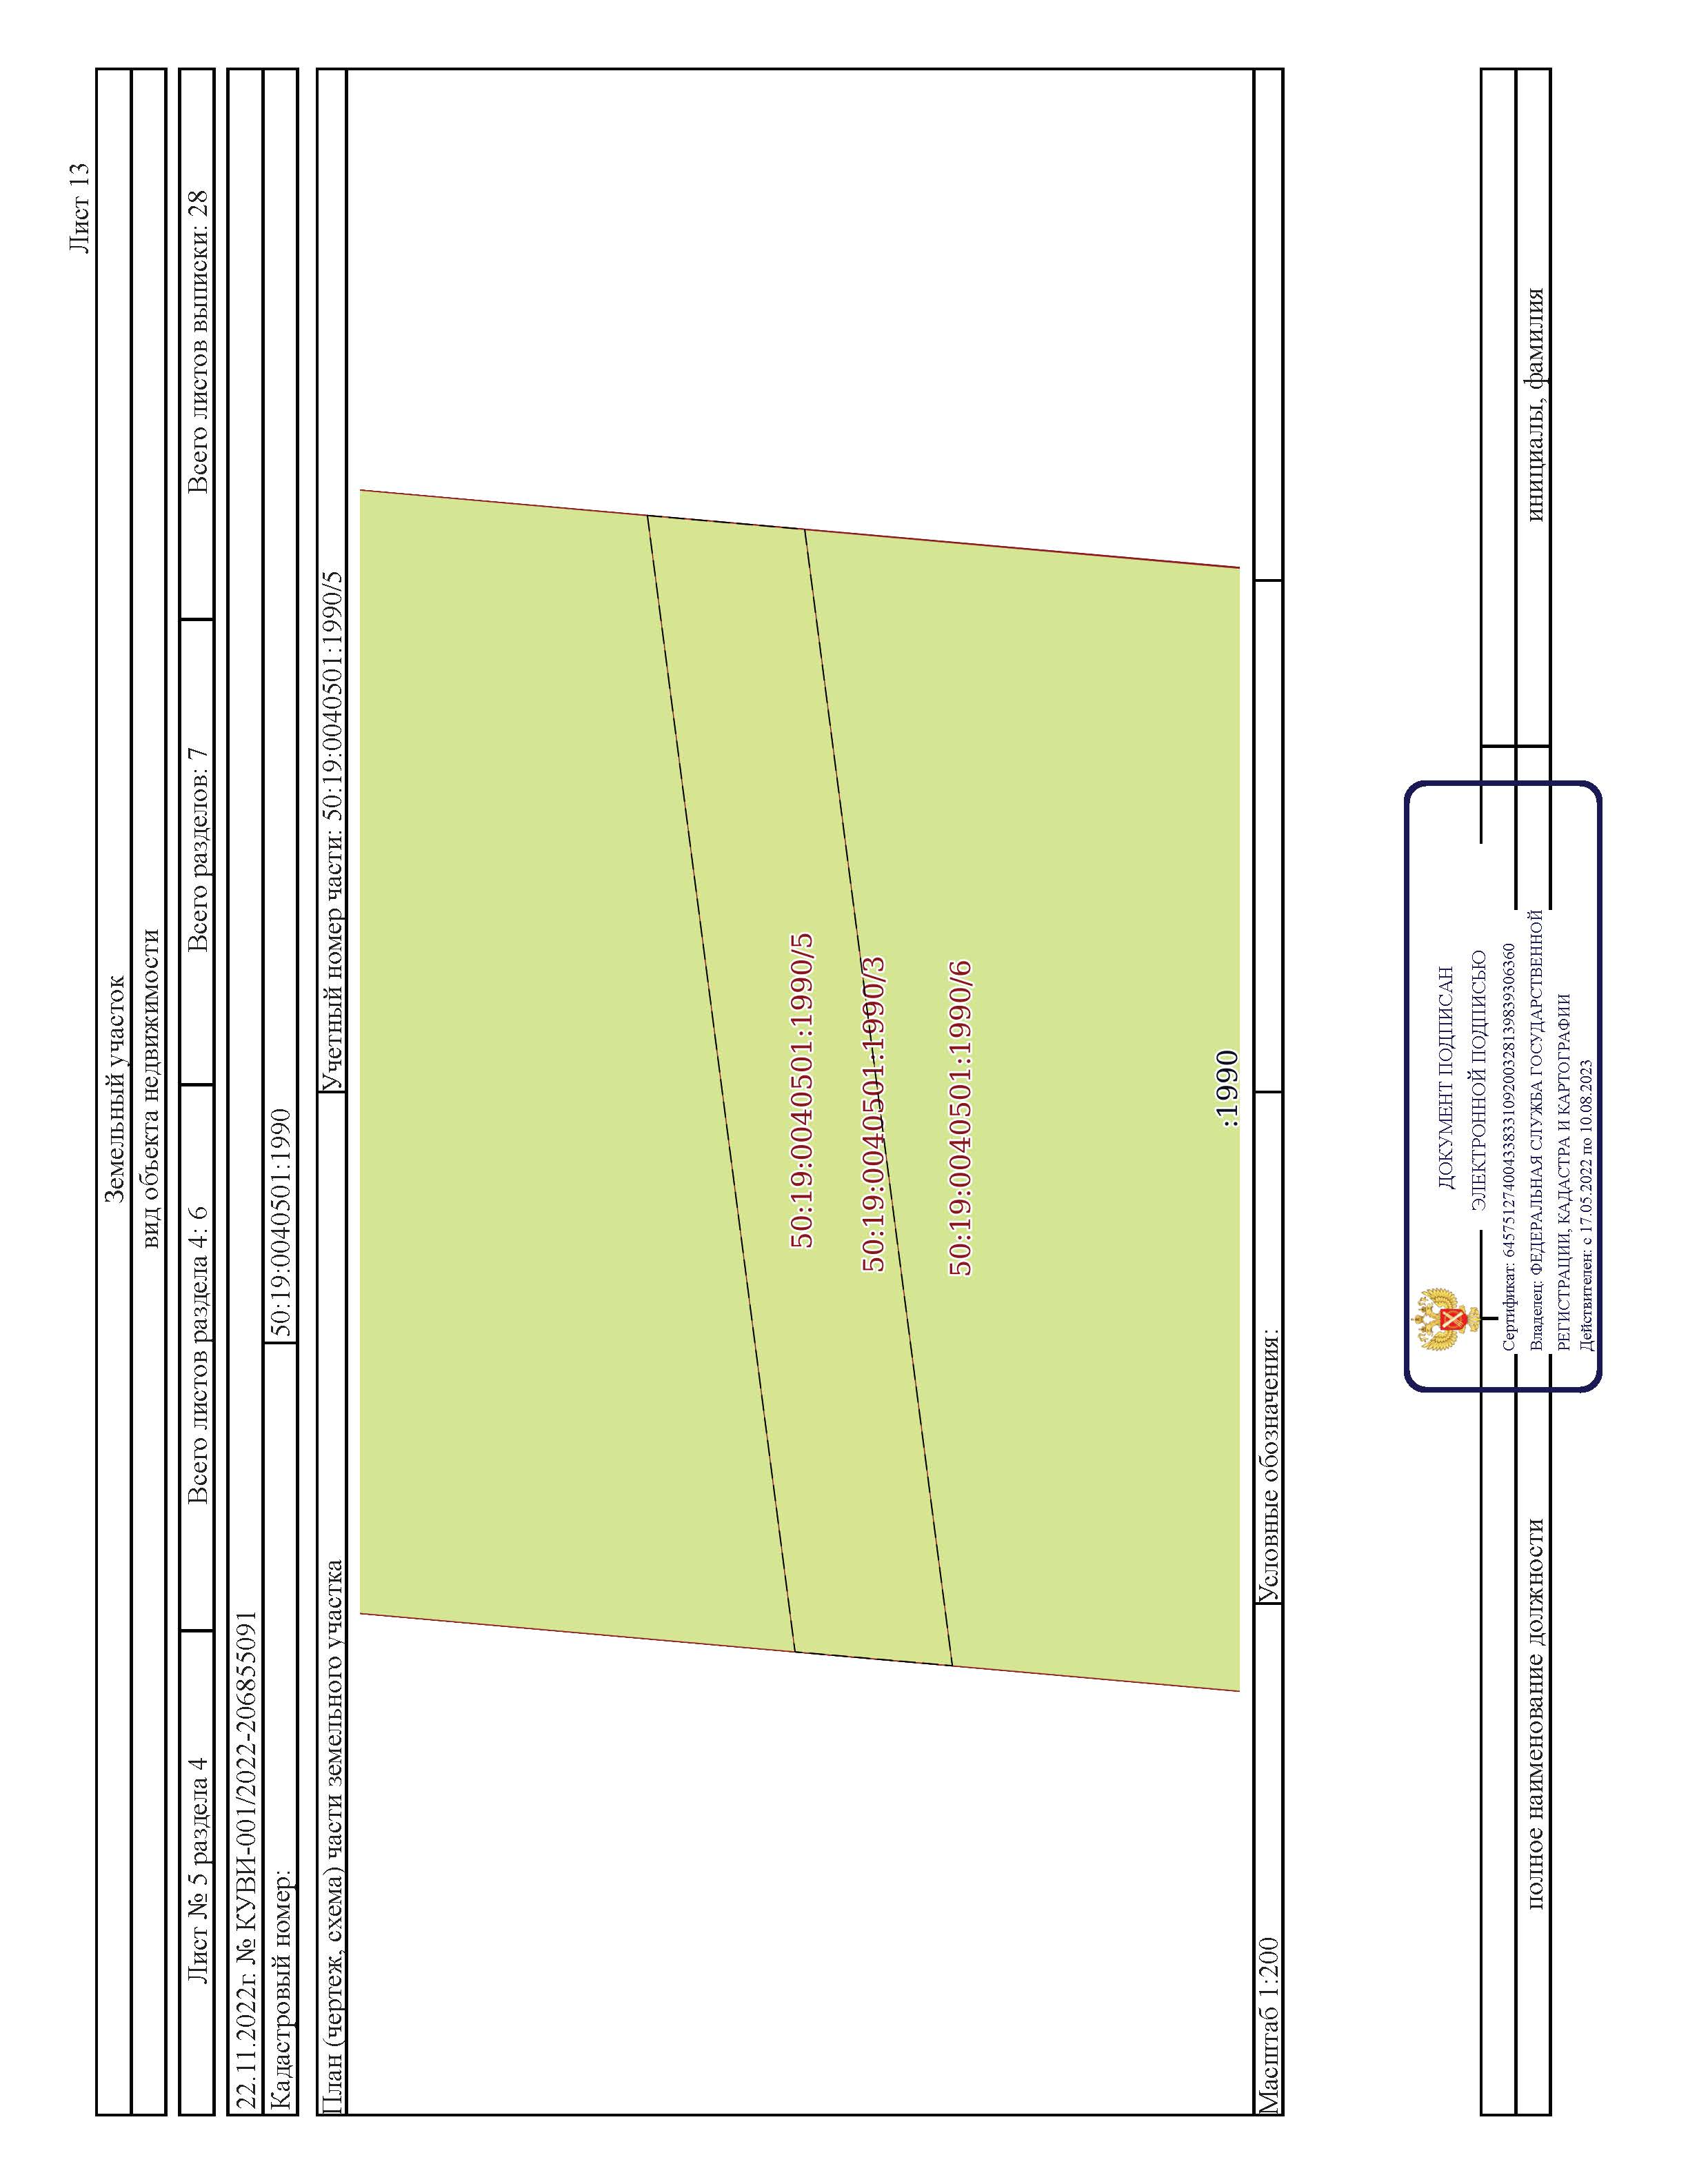 Лист 13
Земельный участок
вид объекта недвижимости
Лист № 5 раздела 4 Всего листов раздела 4: 6 Всего разделов: 7 Всего листов выписки: 28
22.11.2022г. № КУВИ-001/2022-206855091
Кадастровый номер: 50:19:0040501:1990
План (чертеж, схема) части земельного участка Учетный номер части: 50:19:0040501:1990/5
50:19:0040501:1990/5
50:19:0040501:1990/3
50:19:0040501:1990/6
:1990
Масштаб 1:200 Условные обозначения:
ДОКУМЕНТ ПОДПИСАН
ЭЛЕКТРОННОЙ ПОДПИСЬЮ
Сертификат: 64575127400433833109200328139839306360
Владелец: ФЕДЕРАЛЬНАЯ СЛУЖБА ГОСУДАРСТВЕННОЙ
РЕГИСТРАЦИИ, КАДАСТРА И КАРТОГРАФИИ
Действителен: с 17.05.2022 по 10.08.2023
полное наименование должности инициалы, фамилия